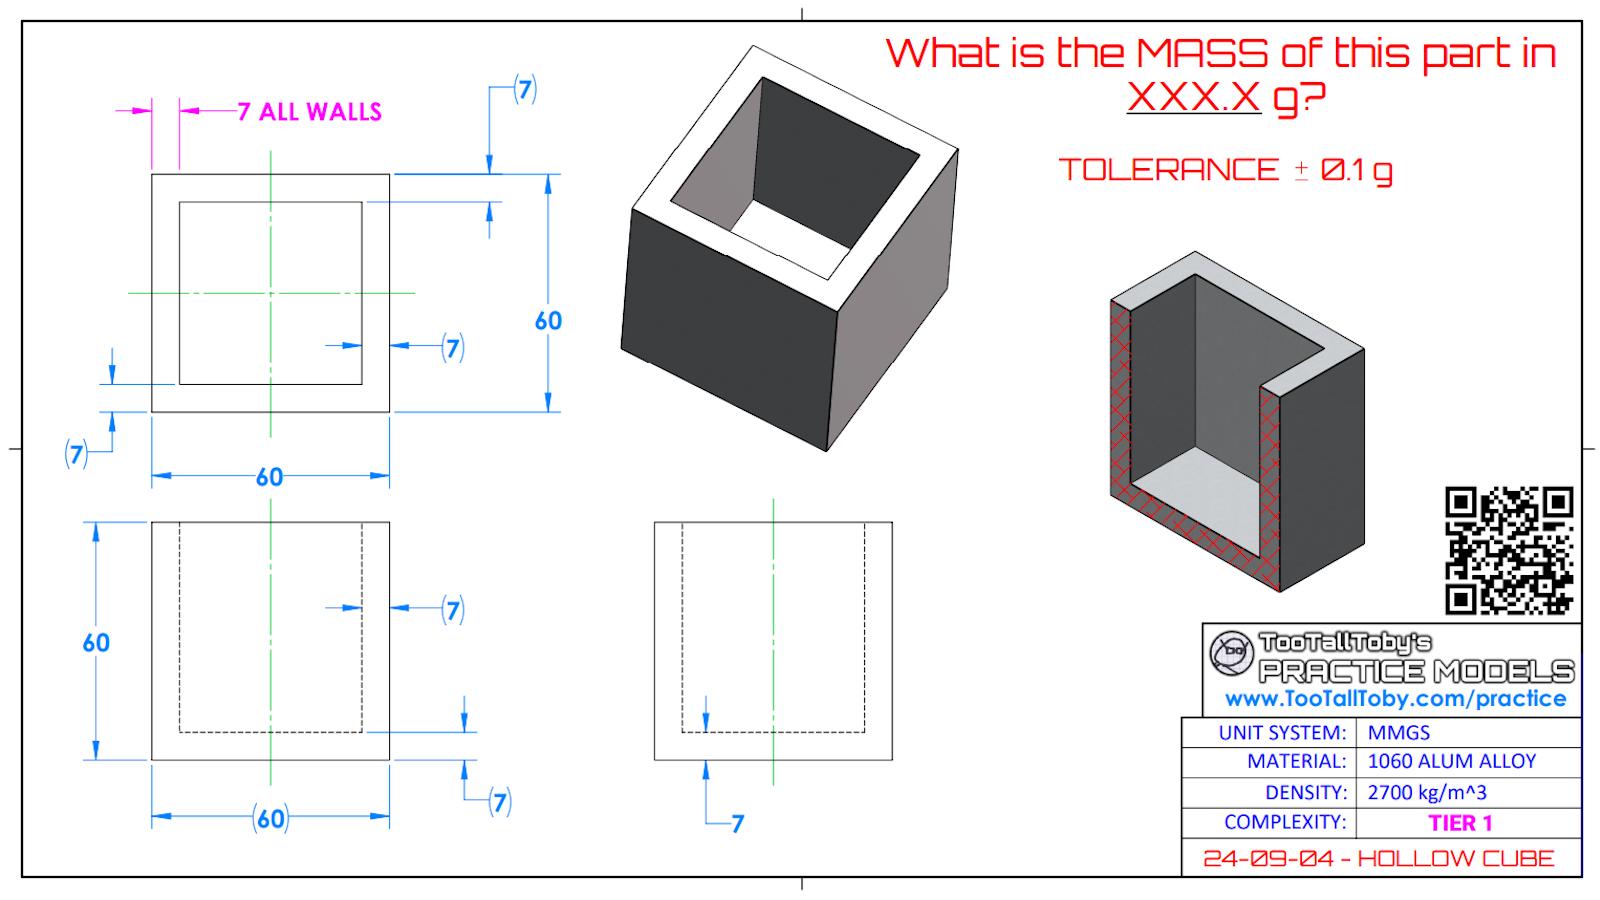 What is the MASS of this part in
XXX.X g?
TOLERANCE ± 0.1 g
7 ALL WALLS
(7)
60
(7)
(7)
60
60
(7)
(7)
(60)
7
TooTallToby's
PRACTICE MODELS
www.TooTallToby.com/practice
UNIT SYSTEM: MMGS
MATERIAL: 1060 ALUM ALLOY
DENSITY: 2700 kg/m^3
COMPLEXITY: TIER 1
24-09-04 - HOLLOW CUBE